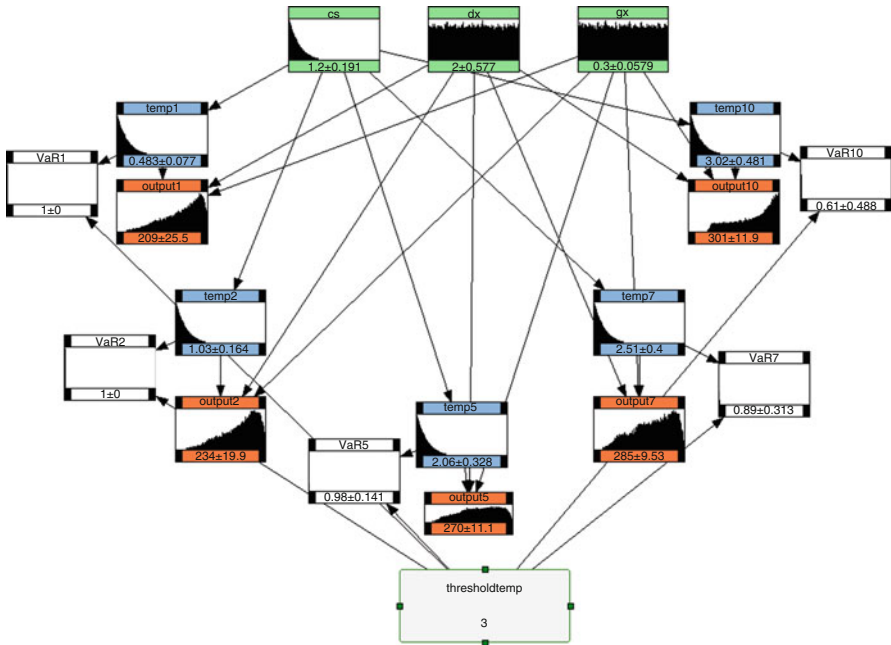 cs
dx
gx
1.2±0.191
2±0.577
0.3±0.0579
temp1
temp10
0.483±0.077
3.02±0.481
VaR1
VaR10
1±0
0.61±0.488
output1
output10
209±25.5
301±11.9
temp2
temp7
1.03±0.164
2.51±0.4
VaR2
VaR7
1±0
0.89±0.313
output2
temp5
output7
234±19.9
2.06±0.328
285±9.53
VaR5
0.98±0.141
output5
270±11.1
thresholdtemp
3